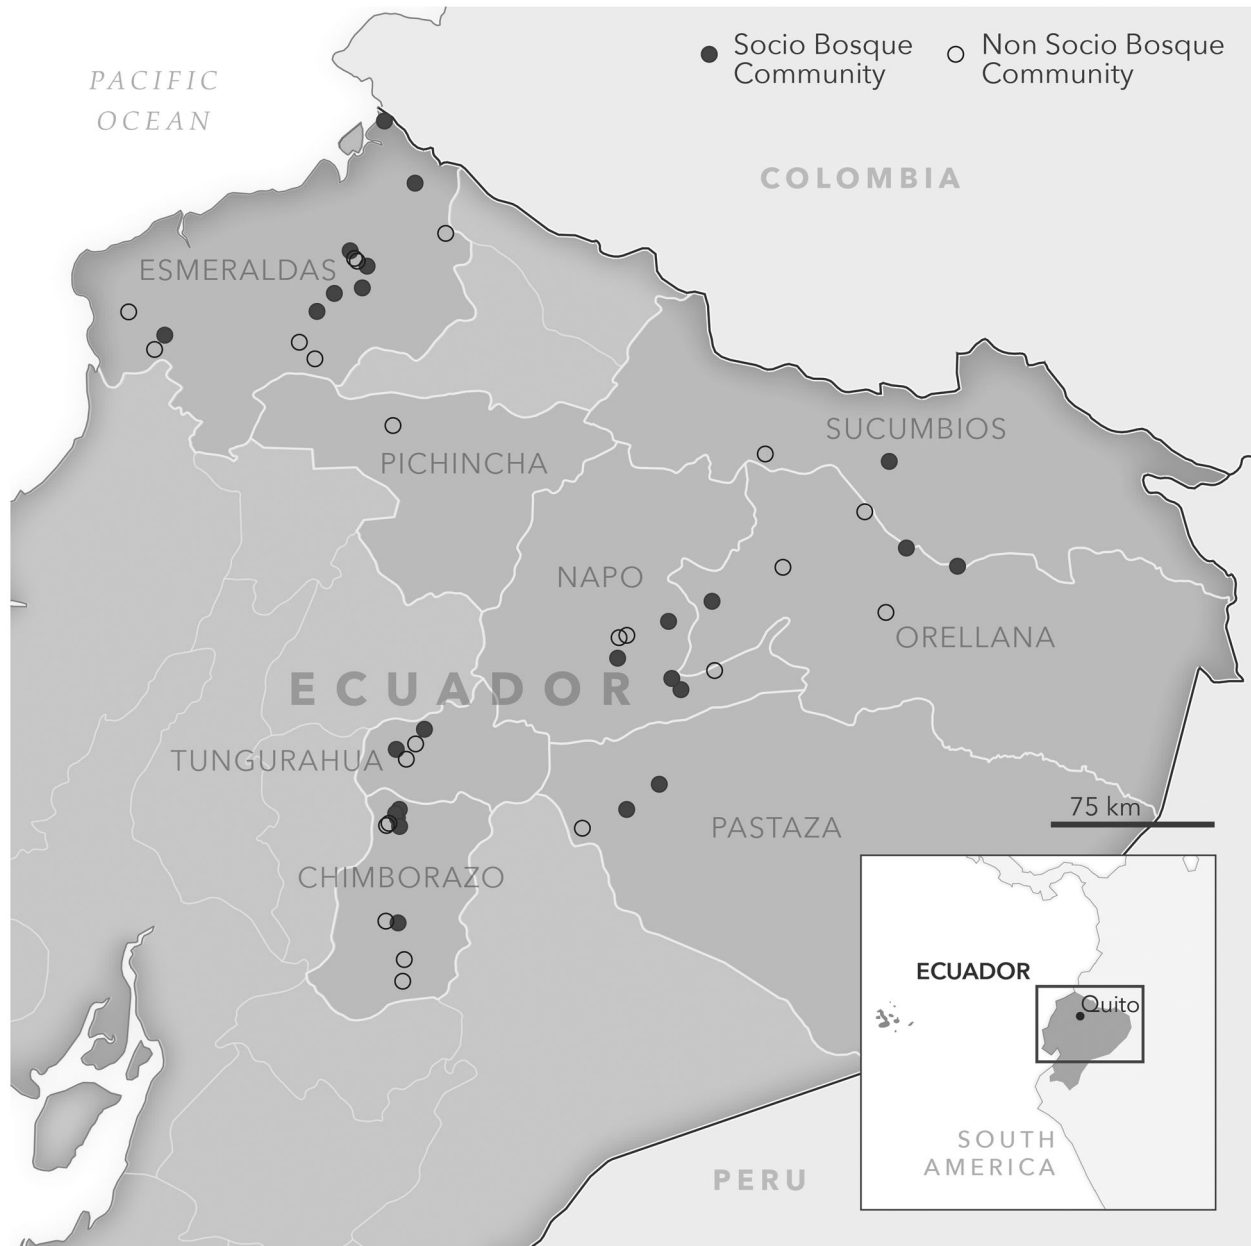 Socio Bosque
Community
Non Socio Bosque
Community
PACIFIC
OCEAN
COLOMBIA
ESMERALDAS
SUCUMBIOS
PICHINCHA
NAPO
ORELLANA
ECUADOR
TUNGURAHUA
75 km
PASTAZA
CHIMBORAZO
ECUADOR
Quito
SOUTH
AMERICA
PERU